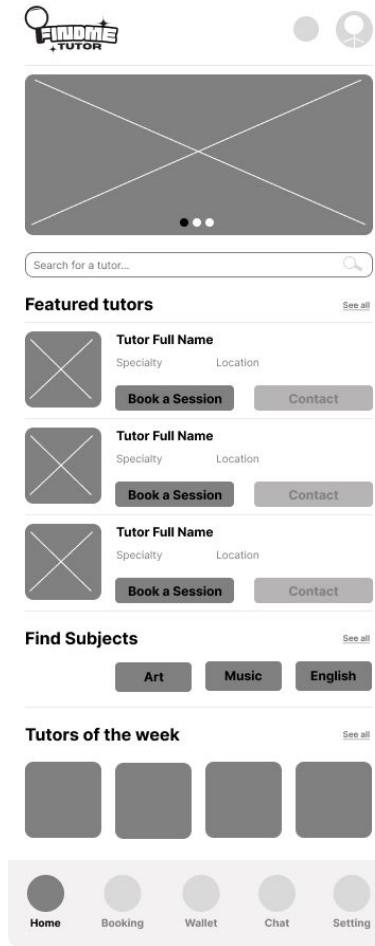 FINDME
TUTOR
Search for a tutor...
Featured tutors See all
Tutor Full Name
Specialty Location
Book a Session Contact
Tutor Full Name
Specialty Location
Book a Session Contact
Tutor Full Name
Specialty Location
Book a Session Contact
Find Subjects See all
Art Music English
Tutors of the week See all
Home Booking Wallet Chat Setting